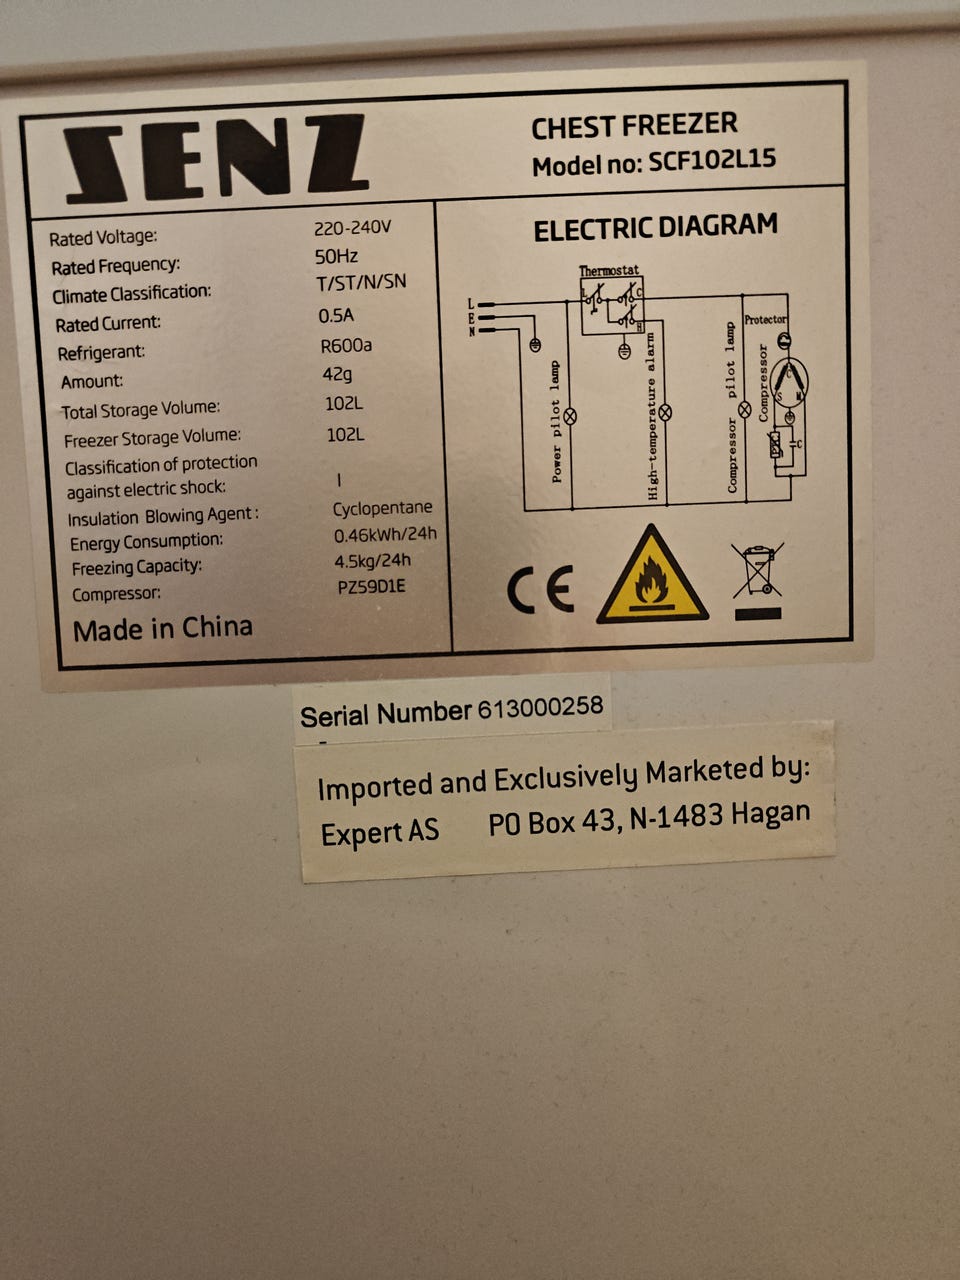 SENZ
CHEST FREEZER
Model no: SCF102L15
Rated Voltage: 220-240V
Rated Frequency: 50Hz
Climate Classification: T/ST/N/SN
Rated Current: 0.5A
Refrigerant: R600a
Amount: 42g
Total Storage Volume: 102L
Freezer Storage Volume: 102L
Classification of protection
against electric shock: I
Insulation Blowing Agent: Cyclopentane
Energy Consumption: 0.46kWh/24h
Freezing Capacity: 4.5kg/24h
Compressor: PZ59D1E
Made in China
ELECTRIC DIAGRAM
Thermostat
L
E
N
L
C
H
Power pilot lamp
High-temperature alarm
Compressor pilot lamp
Compressor
Protector
C
S
M
PTC
C
CE
Serial Number 613000258
Imported and Exclusively Marketed by:
Expert AS PO Box 43, N-1483 Hagan